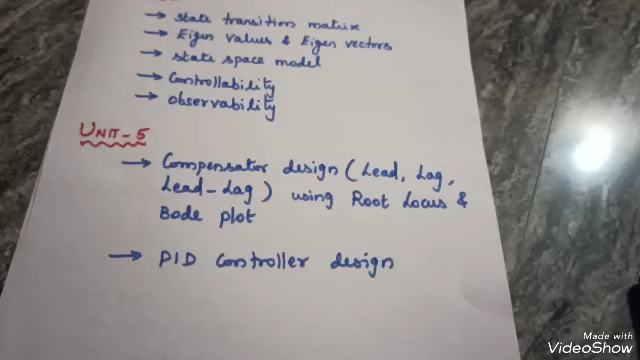 → State transition matrix
→ Eigen values & Eigen vectors
→ State space model
→ Controllability
→ observability
UNIT-5
→ Compensator design (Lead, Lag,
Lead-Lag) using Root Locus &
Bode plot
→ PID Controller design
Made with
VideoShow